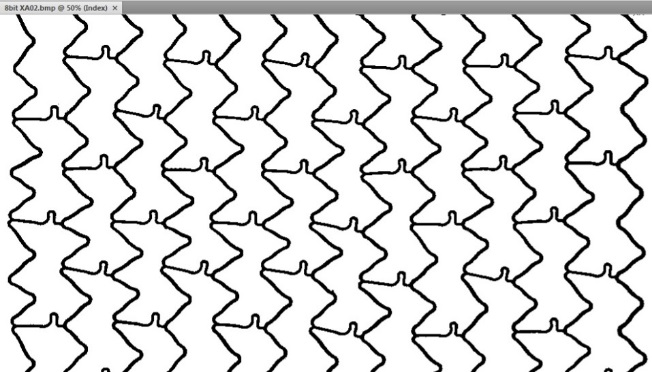 8bit XA02.bmp @ 50% (Index) ×